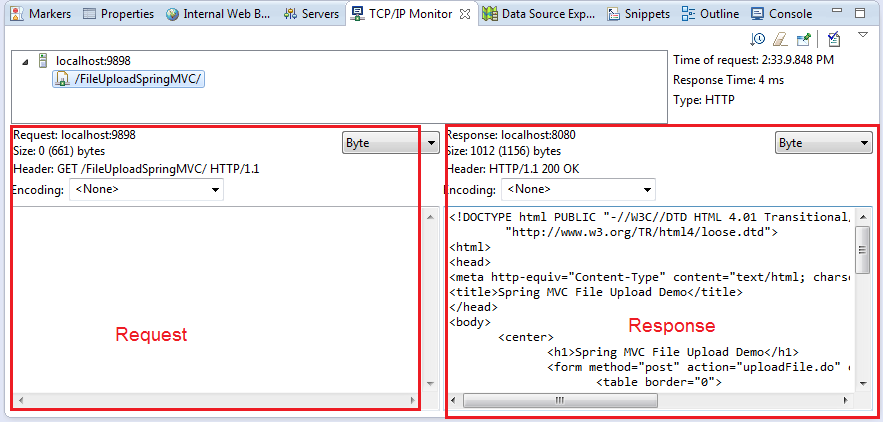 Markers Properties Internal Web B... Servers TCP/IP Monitor Data Source Exp... Snippets Outline Console
localhost:9898
/FileUploadSpringMVC/
Time of request: 2:33.9.848 PM
Response Time: 4 ms
Type: HTTP
Request: localhost:9898
Size: 0 (661) bytes
Header: GET /FileUploadSpringMVC/ HTTP/1.1
Byte
Encoding: <None>
Request
Response: localhost:8080
Size: 1012 (1156) bytes
Header: HTTP/1.1 200 OK
Byte
Encoding: <None>
<!DOCTYPE html PUBLIC "-//W3C//DTD HTML 4.01 Transitional/
"http://www.w3.org/TR/html4/loose.dtd">
<html>
<head>
<meta http-equiv="Content-Type" content="text/html; charse
<title>Spring MVC File Upload Demo</title>
</head>
<body>
<center>
<h1>Spring MVC File Upload Demo</h1>
<form method="post" action="uploadFile.do" e
<table border="0">
Response